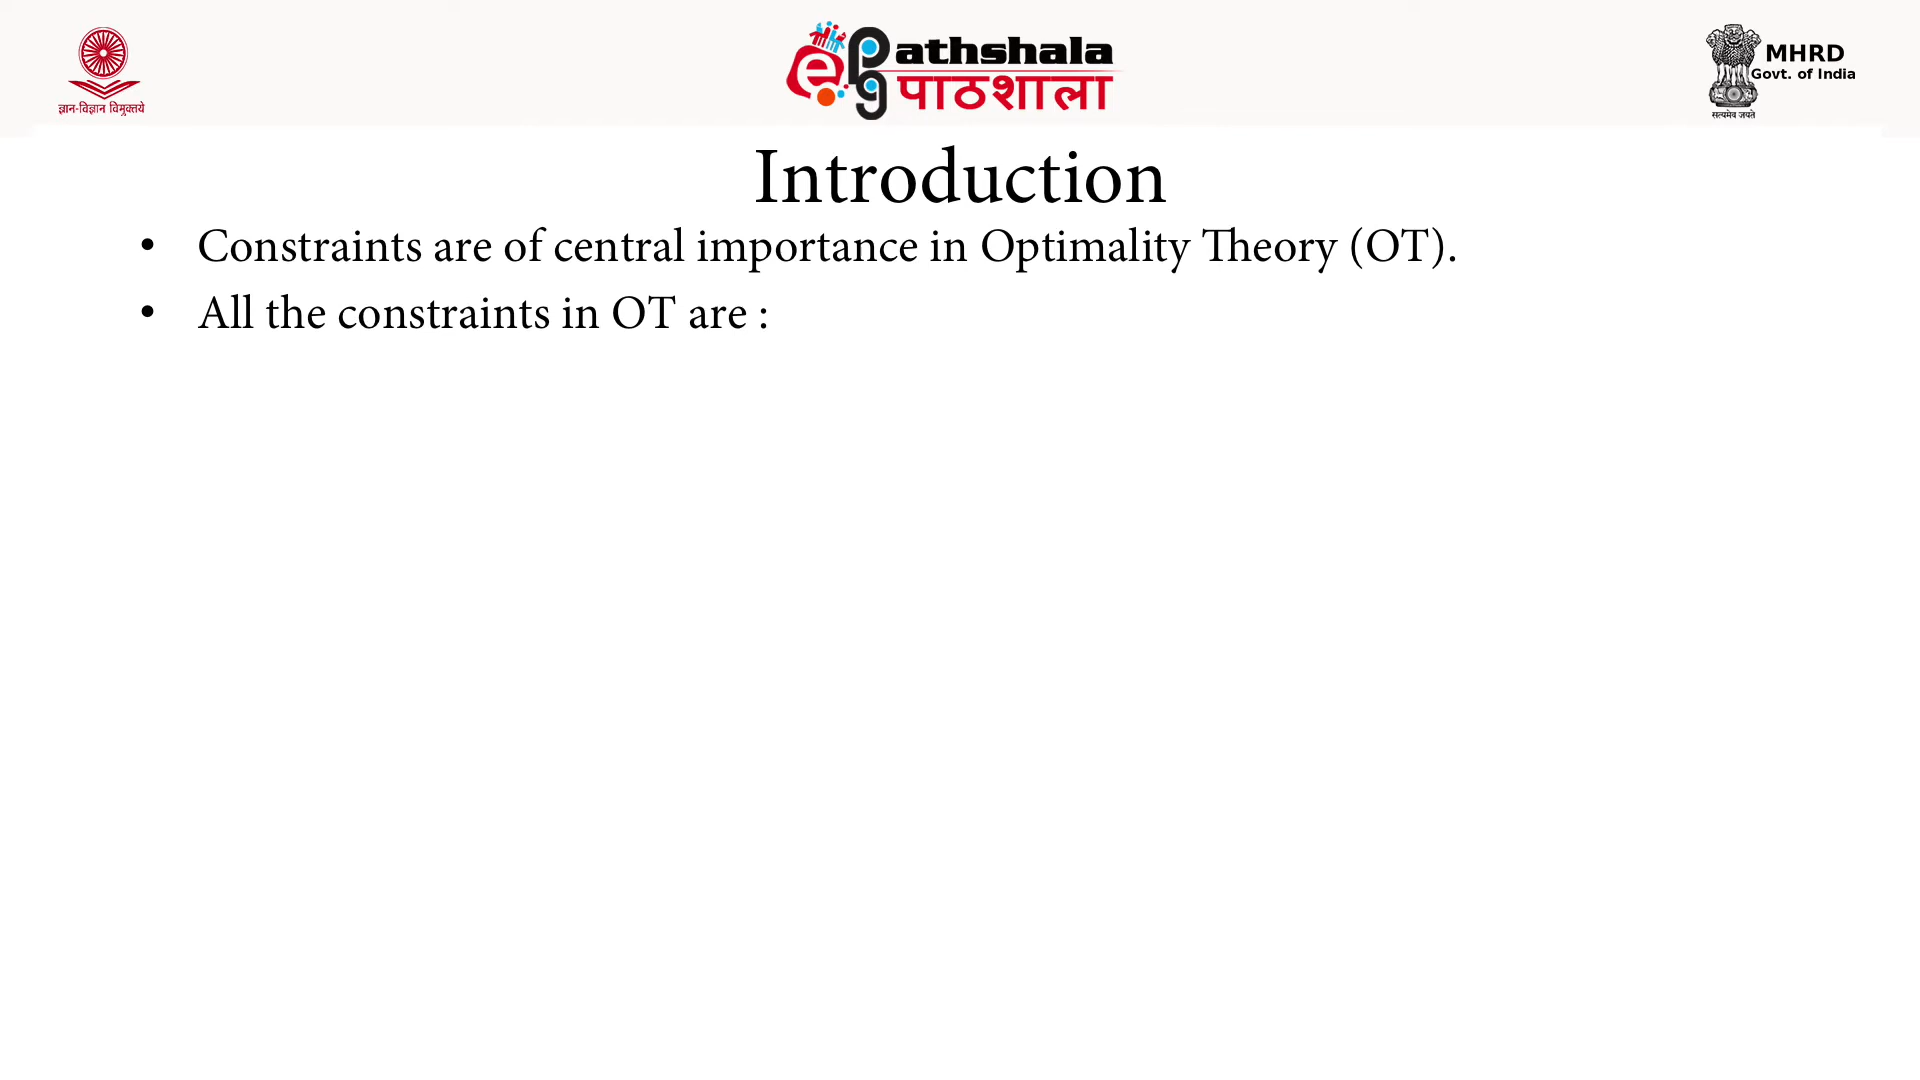 ज्ञान-विज्ञान विमुक्तये
e Pathshala
पाठशाला
MHRD
Govt. of India
सत्यमेव जयते
Introduction
• Constraints are of central importance in Optimality Theory (OT).
• All the constraints in OT are :